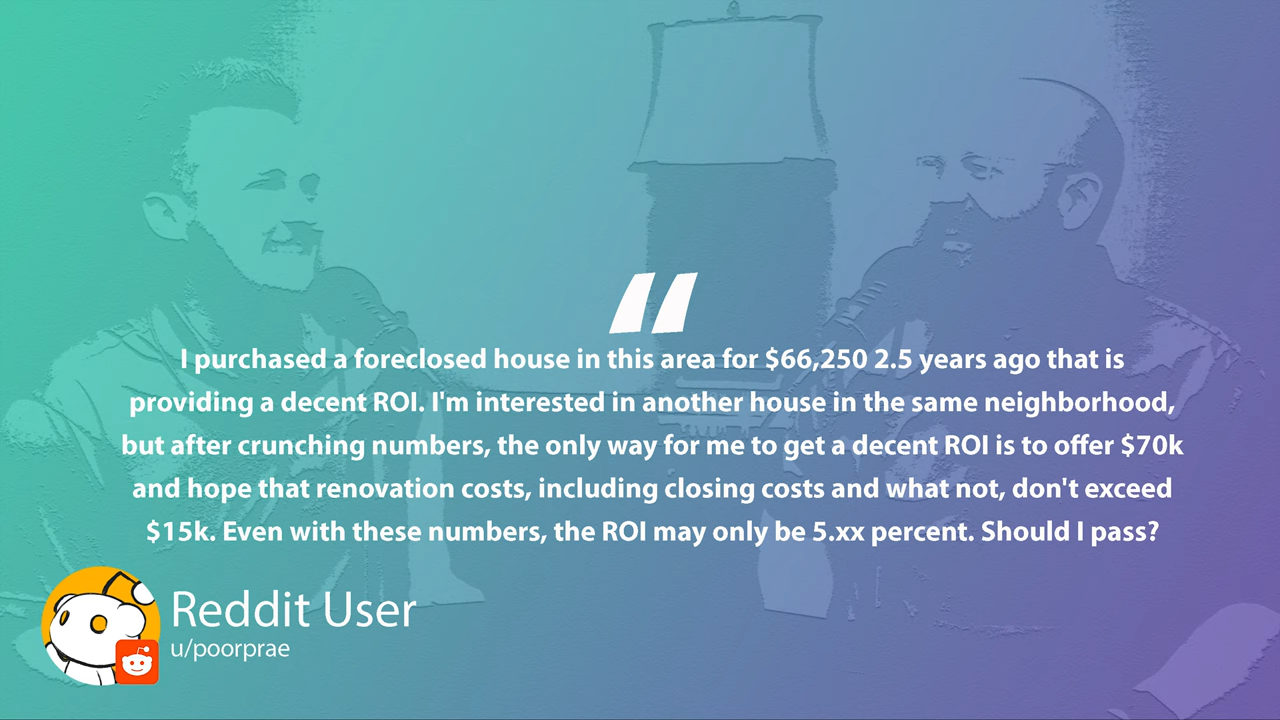 “
I purchased a foreclosed house in this area for $66,250 2.5 years ago that is
providing a decent ROI. I'm interested in another house in the same neighborhood,
but after crunching numbers, the only way for me to get a decent ROI is to offer $70k
and hope that renovation costs, including closing costs and what not, don't exceed
$15k. Even with these numbers, the ROI may only be 5.xx percent. Should I pass?
Reddit User
u/poorprae